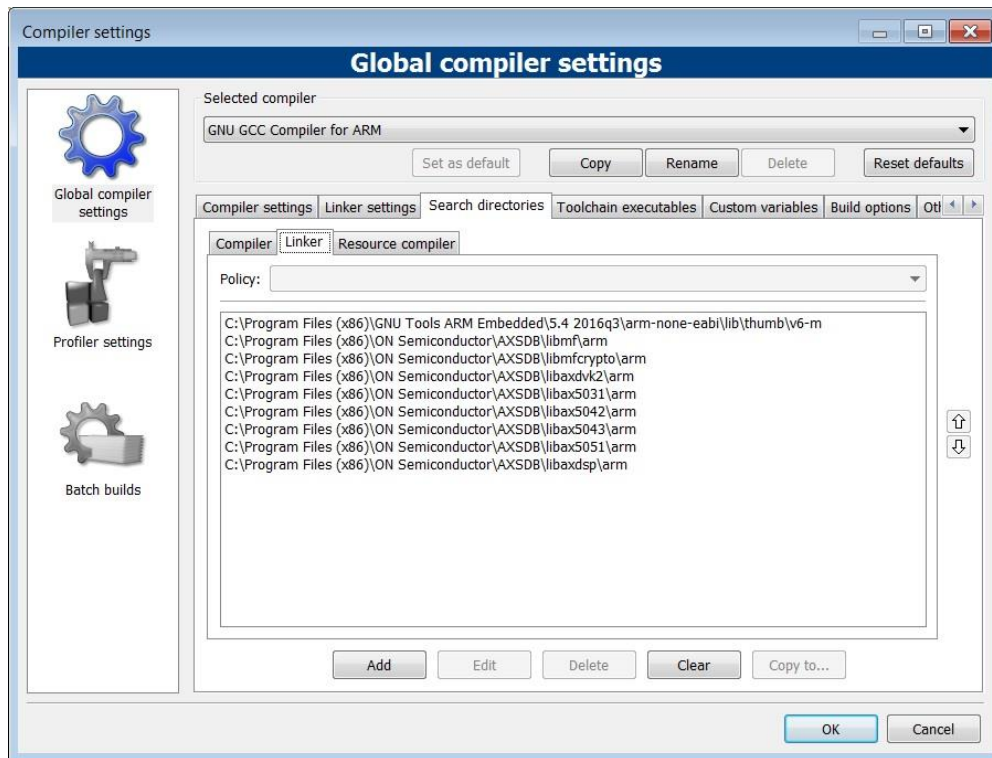 Compiler settings
Global compiler settings
Global compiler
settings
Profiler settings
Batch builds
Selected compiler
GNU GCC Compiler for ARM
Set as default Copy Rename Delete Reset defaults
Compiler settings Linker settings Search directories Toolchain executables Custom variables Build options Otl
Compiler Linker Resource compiler
Policy:
C:\Program Files (x86)\GNU Tools ARM Embedded\5.4 2016q3\arm-none-eabi\lib\thumb\v6-m
C:\Program Files (x86)\ON Semiconductor\AXSDB\libmf\arm
C:\Program Files (x86)\ON Semiconductor\AXSDB\libmfcrypto\arm
C:\Program Files (x86)\ON Semiconductor\AXSDB\libaxdvk2\arm
C:\Program Files (x86)\ON Semiconductor\AXSDB\libax5031\arm
C:\Program Files (x86)\ON Semiconductor\AXSDB\libax5042\arm
C:\Program Files (x86)\ON Semiconductor\AXSDB\libax5043\arm
C:\Program Files (x86)\ON Semiconductor\AXSDB\libax5051\arm
C:\Program Files (x86)\ON Semiconductor\AXSDB\libaxdsp\arm
Add Edit Delete Clear Copy to...
OK Cancel